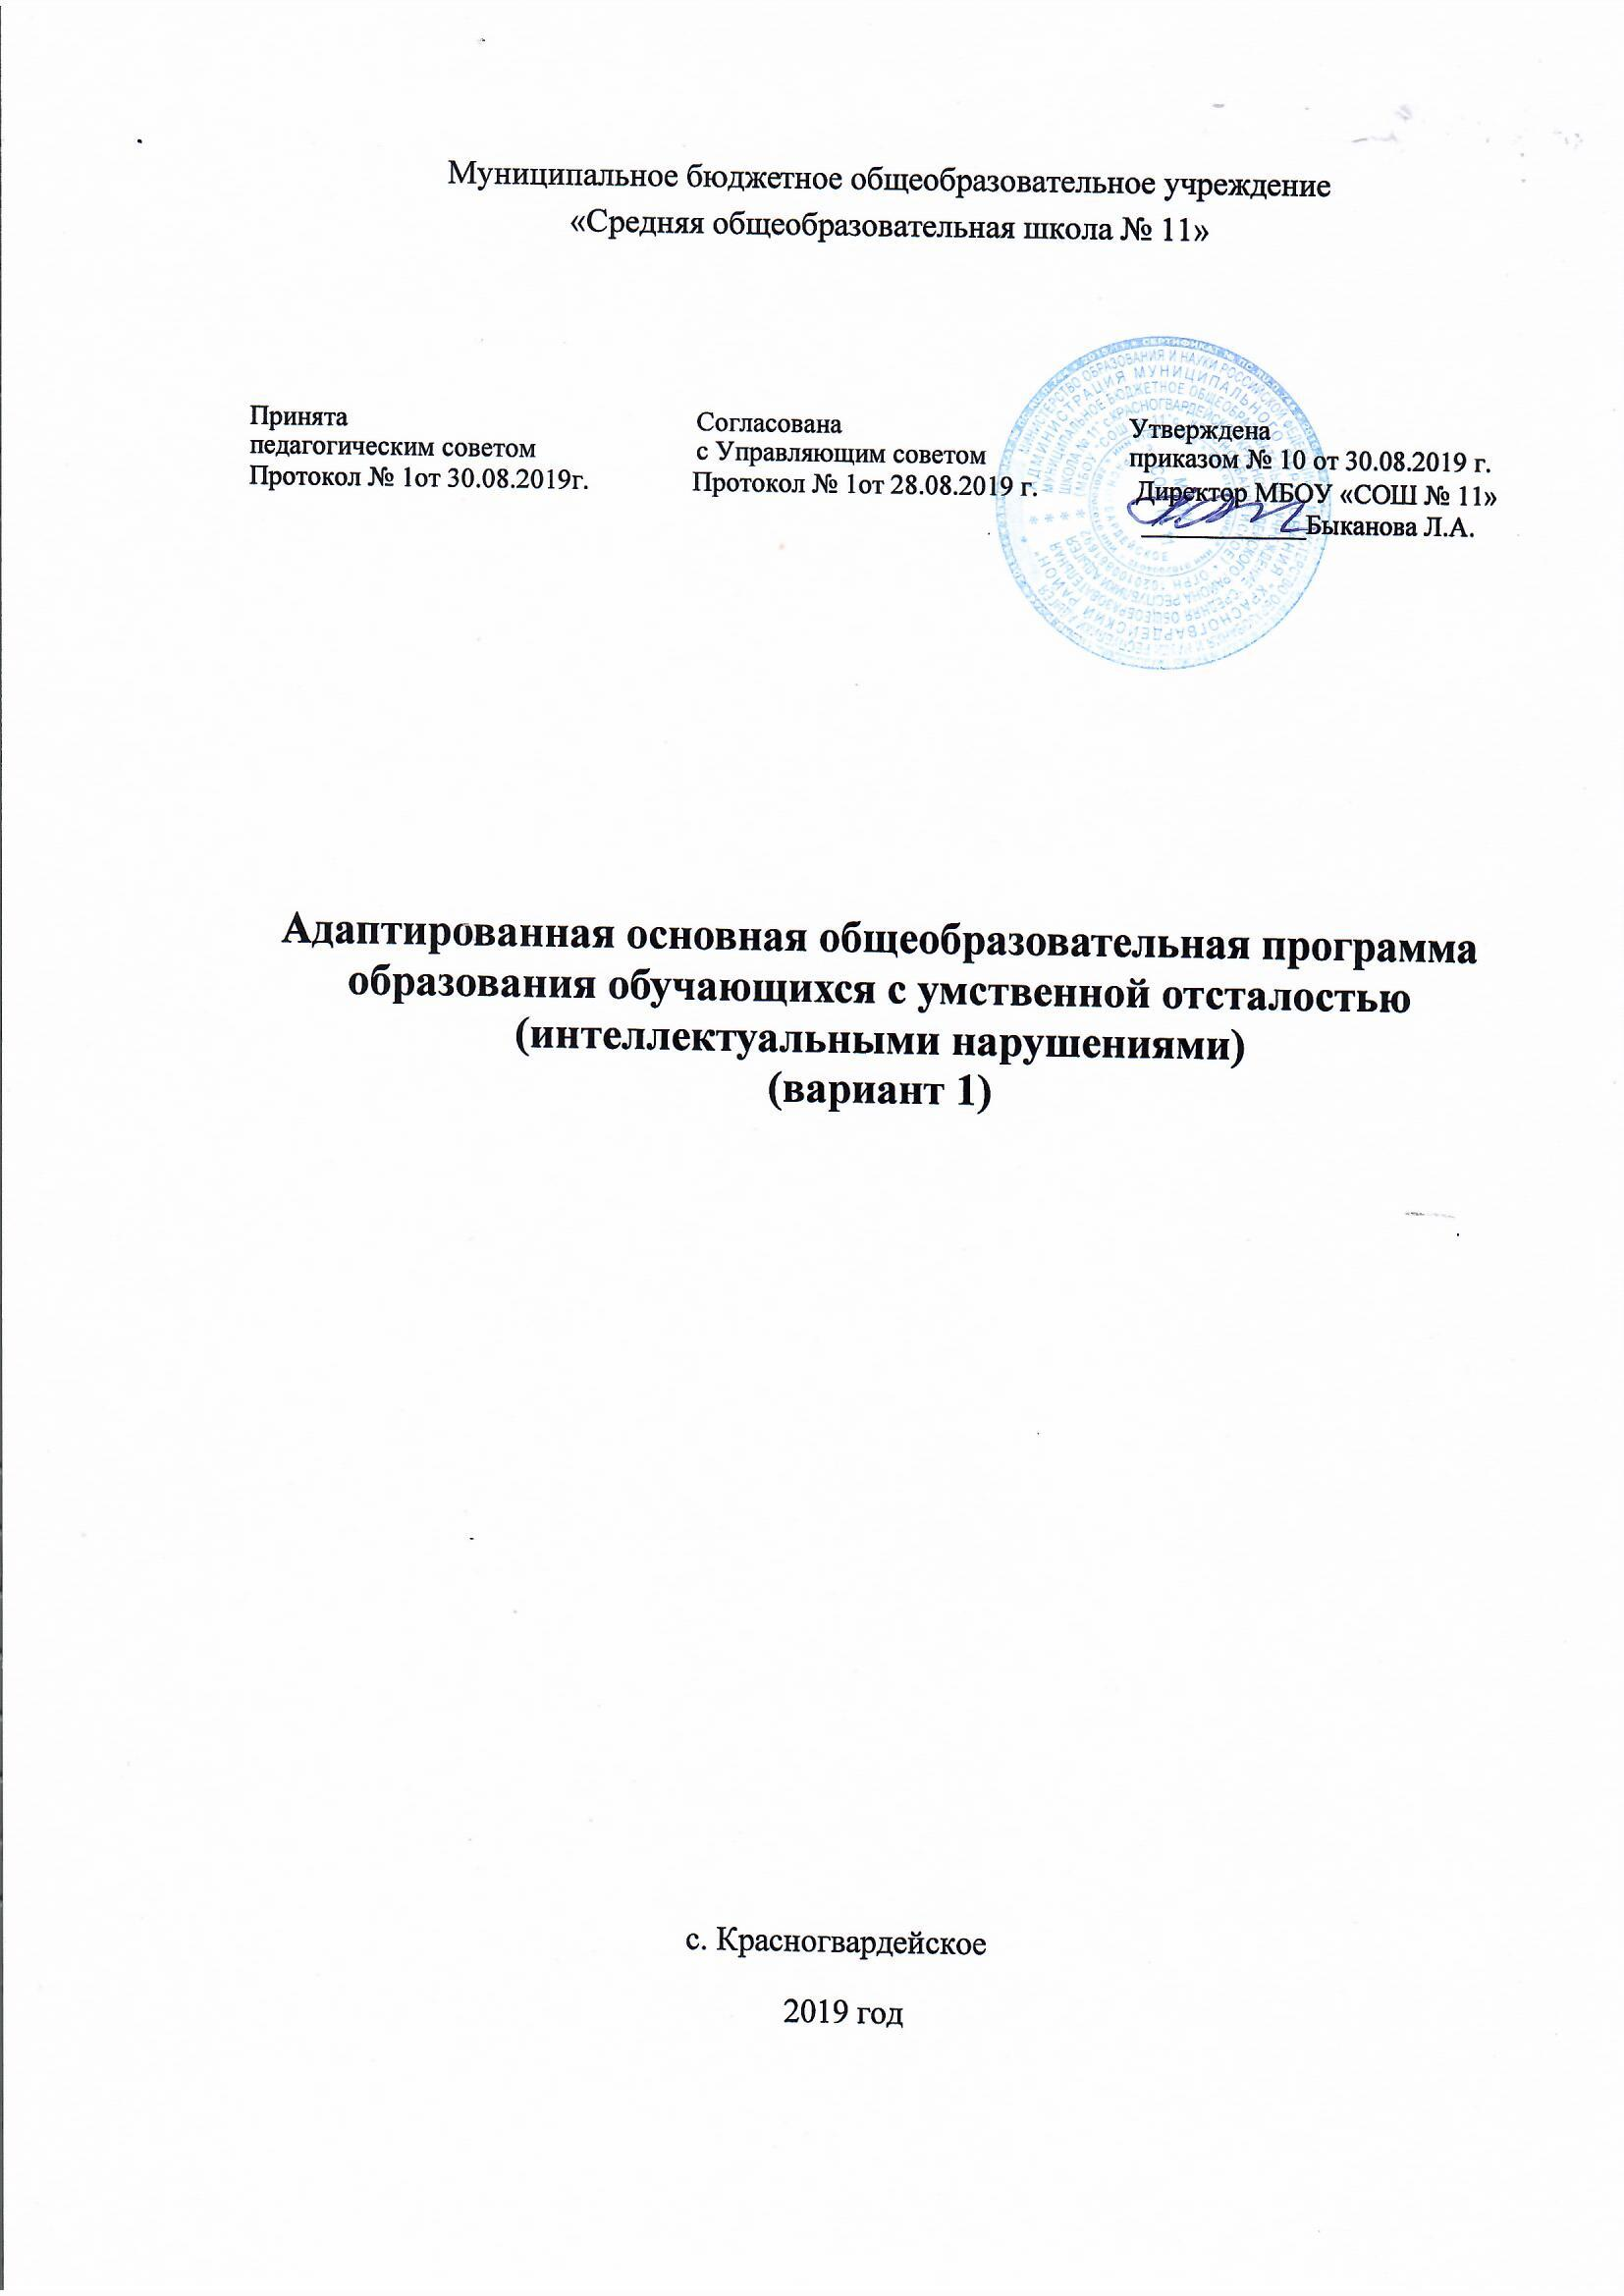 Муниципальное бюджетное общеобразовательное учреждение
«Средняя общеобразовательная школа № 11»
Принята
педагогическим советом
Протокол № 1от 30.08.2019г.
Согласована
с Управляющим советом
Протокол № 1от 28.08.2019 г.
Утверждена
приказом № 10 от 30.08.2019 г.
Директор МБОУ «СОШ № 11»
____________Быканова Л.А.
Адаптированная основная общеобразовательная программа
образования обучающихся с умственной отсталостью
(интеллектуальными нарушениями)
(вариант 1)
с. Красногвардейское
2019 год